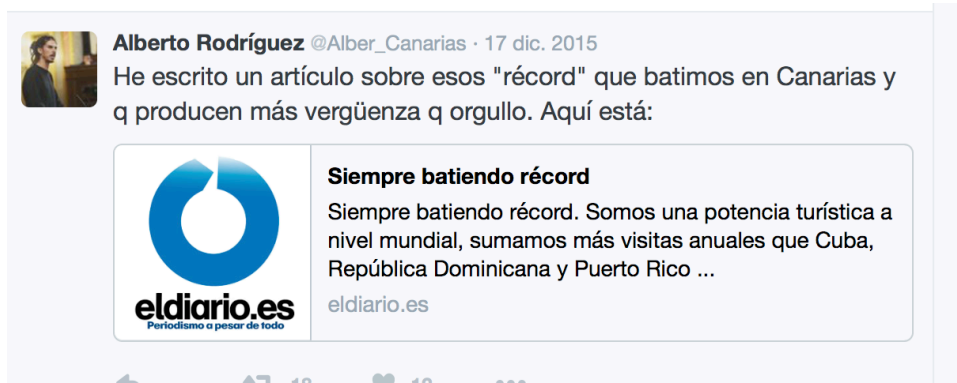 Alberto Rodríguez @Alber_Canarias · 17 dic. 2015
He escrito un artículo sobre esos "récord" que batimos en Canarias y
q producen más vergüenza q orgullo. Aquí está:
Siempre batiendo récord
Siempre batiendo récord. Somos una potencia turística a
nivel mundial, sumamos más visitas anuales que Cuba,
República Dominicana y Puerto Rico ...
eldiario.es
eldiario.es
Periodismo a pesar de todo